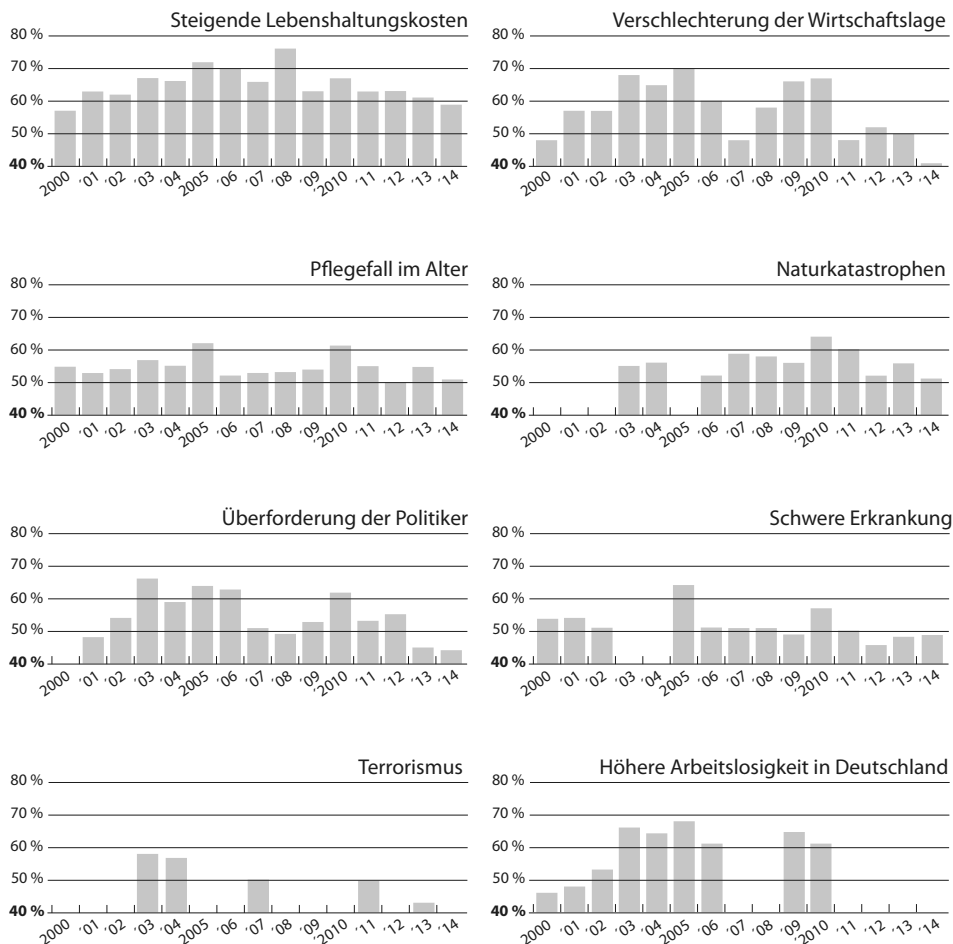 Steigende Lebenshaltungskosten
80 %
70 %
60 %
50 %
40 %
2000 '01 '02 '03 '04 2005 '06 '07 '08 '09 '2010 '11 '12 '13 '14
Verschlechterung der Wirtschaftslage
80 %
70 %
60 %
50 %
40 %
2000 '01 '02 '03 '04 2005 '06 '07 '08 '09 '2010 '11 '12 '13 '14
Pflegefall im Alter
80 %
70 %
60 %
50 %
40 %
2000 '01 '02 '03 '04 2005 '06 '07 '08 '09 '2010 '11 '12 '13 '14
Naturkatastrophen
80 %
70 %
60 %
50 %
40 %
2000 '01 '02 '03 '04 2005 '06 '07 '08 '09 '2010 '11 '12 '13 '14
Überforderung der Politiker
80 %
70 %
60 %
50 %
40 %
2000 '01 '02 '03 '04 2005 '06 '07 '08 '09 '2010 '11 '12 '13 '14
Schwere Erkrankung
80 %
70 %
60 %
50 %
40 %
2000 '01 '02 '03 '04 2005 '06 '07 '08 '09 '2010 '11 '12 '13 '14
Terrorismus
80 %
70 %
60 %
50 %
40 %
2000 '01 '02 '03 '04 2005 '06 '07 '08 '09 '2010 '11 '12 '13 '14
Höhere Arbeitslosigkeit in Deutschland
80 %
70 %
60 %
50 %
40 %
2000 '01 '02 '03 '04 2005 '06 '07 '08 '09 '2010 '11 '12 '13 '14